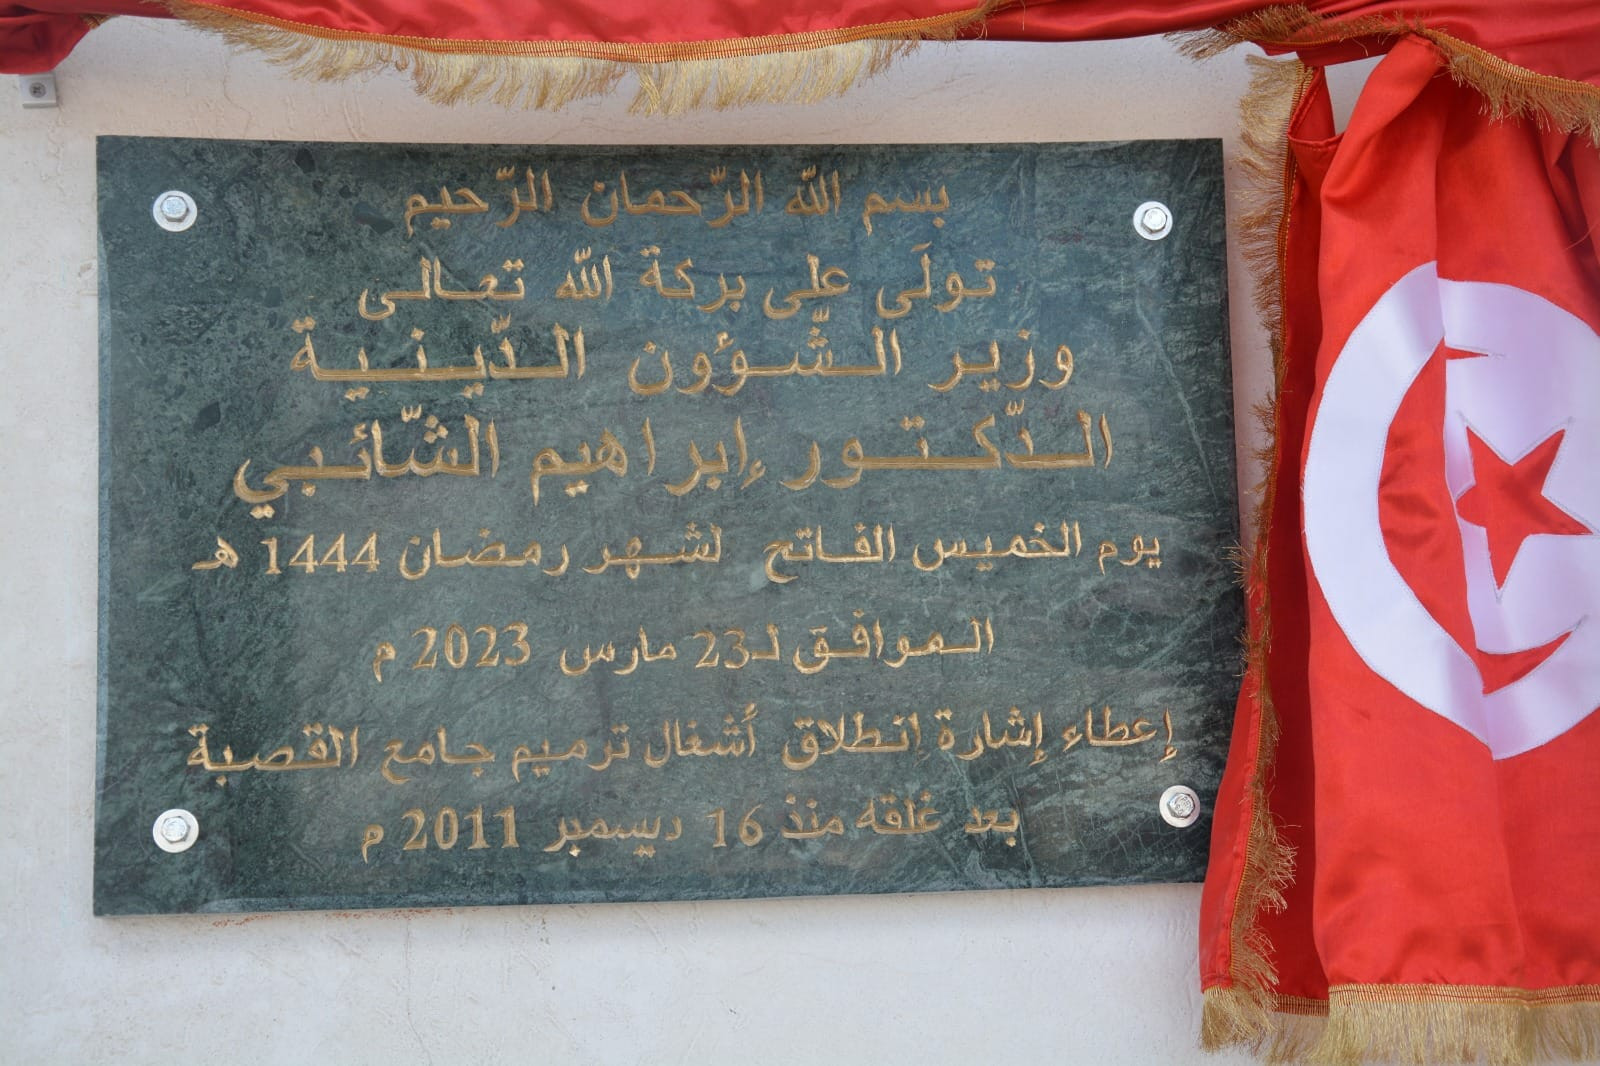 بسم الله الرّحمان الرّحيم
تولَى على بركة الله تعالى
وزير الشّؤون الدّينية
الدّكتور إبراهيم الشّائبي
يوم الخميس الفاتح لشهر رمضان 1444 هـ
الموافق لـ23 مارس 2023 م
إعطاء إشارة إنطلاق أشغال ترميم جامع القصبة
بعد غلقه منذ 16 ديسمبر 2011 م